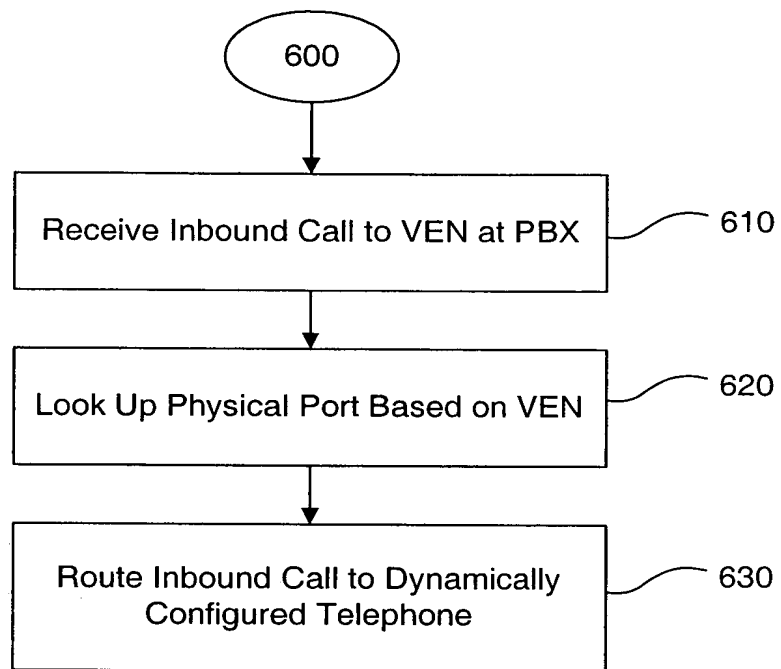 600
Receive Inbound Call to VEN at PBX
610
Look Up Physical Port Based on VEN
620
Route Inbound Call to Dynamically
Configured Telephone
630